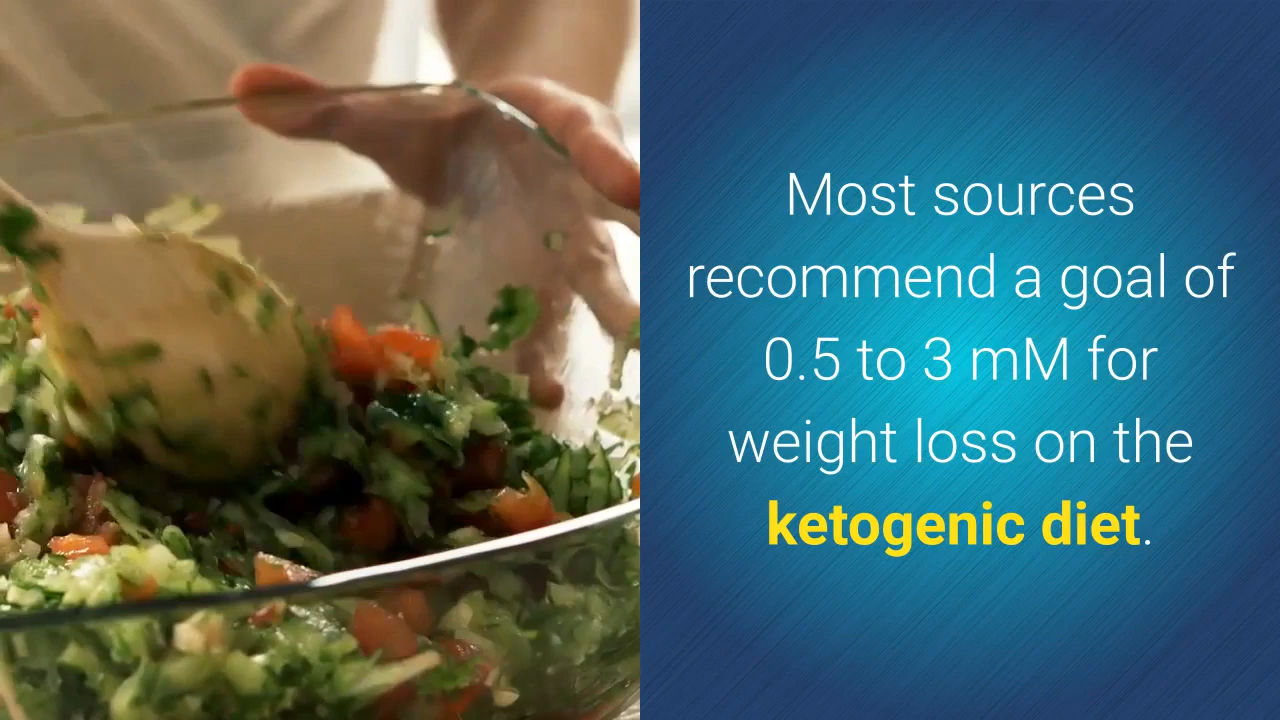 Most sources
recommend a goal of
0.5 to 3 mM for
weight loss on the
ketogenic diet.